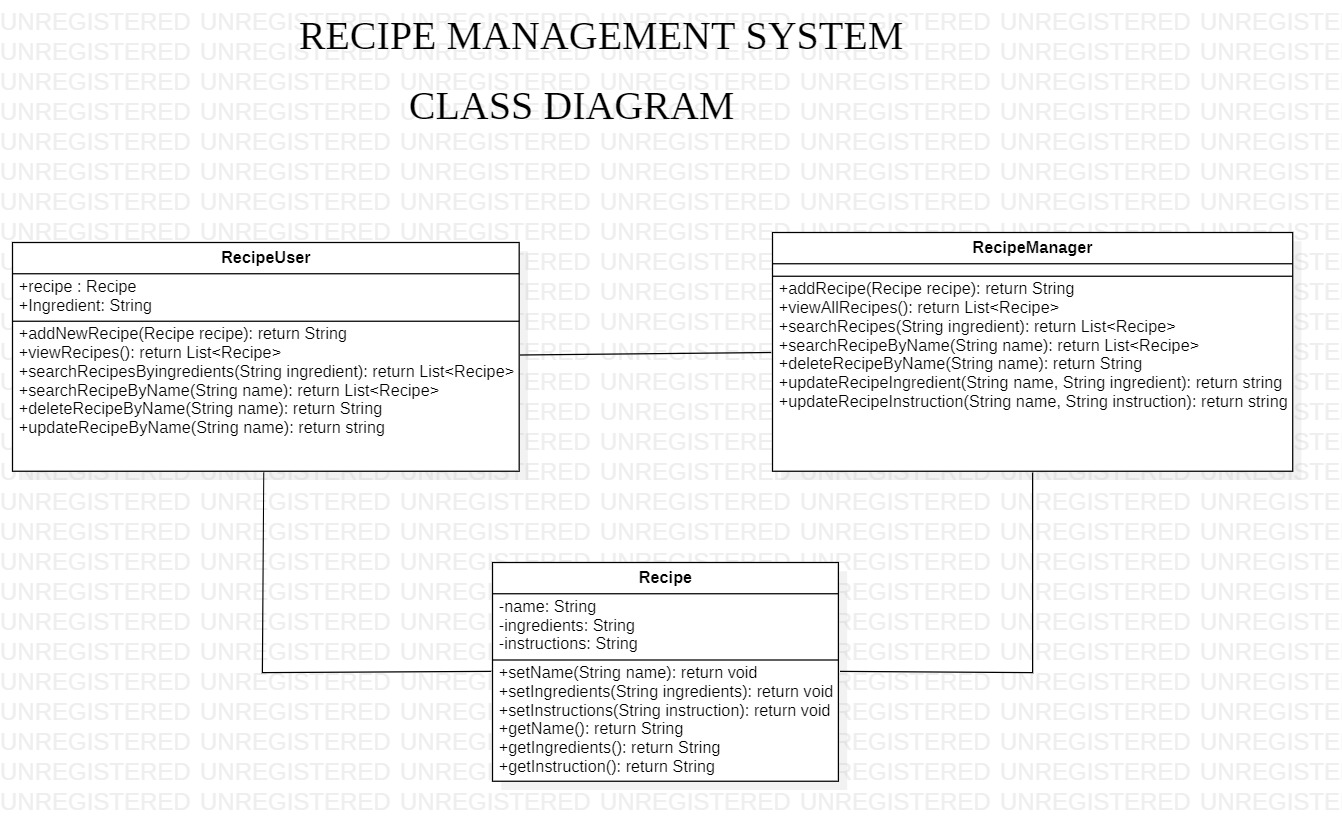 RECIPE MANAGEMENT SYSTEM
CLASS DIAGRAM
RecipeUser
+recipe : Recipe
+Ingredient: String
+addNewRecipe(Recipe recipe): return String
+viewRecipes(): return List<Recipe>
+searchRecipesByingredients(String ingredient): return List<Recipe>
+searchRecipeByName(String name): return List<Recipe>
+deleteRecipeByName(String name): return String
+updateRecipeByName(String name): return string
RecipeManager
+addRecipe(Recipe recipe): return String
+viewAllRecipes(): return List<Recipe>
+searchRecipes(String ingredient): return List<Recipe>
+searchRecipeByName(String name): return List<Recipe>
+deleteRecipeByName(String name): return String
+updateRecipeIngredient(String name, String ingredient): return string
+updateRecipeInstruction(String name, String instruction): return string
Recipe
-name: String
-ingredients: String
-instructions: String
+setName(String name): return void
+setIngredients(String ingredients): return void
+setInstructions(String instruction): return void
+getName(): return String
+getIngredients(): return String
+getInstruction(): return String
UNREGISTERED